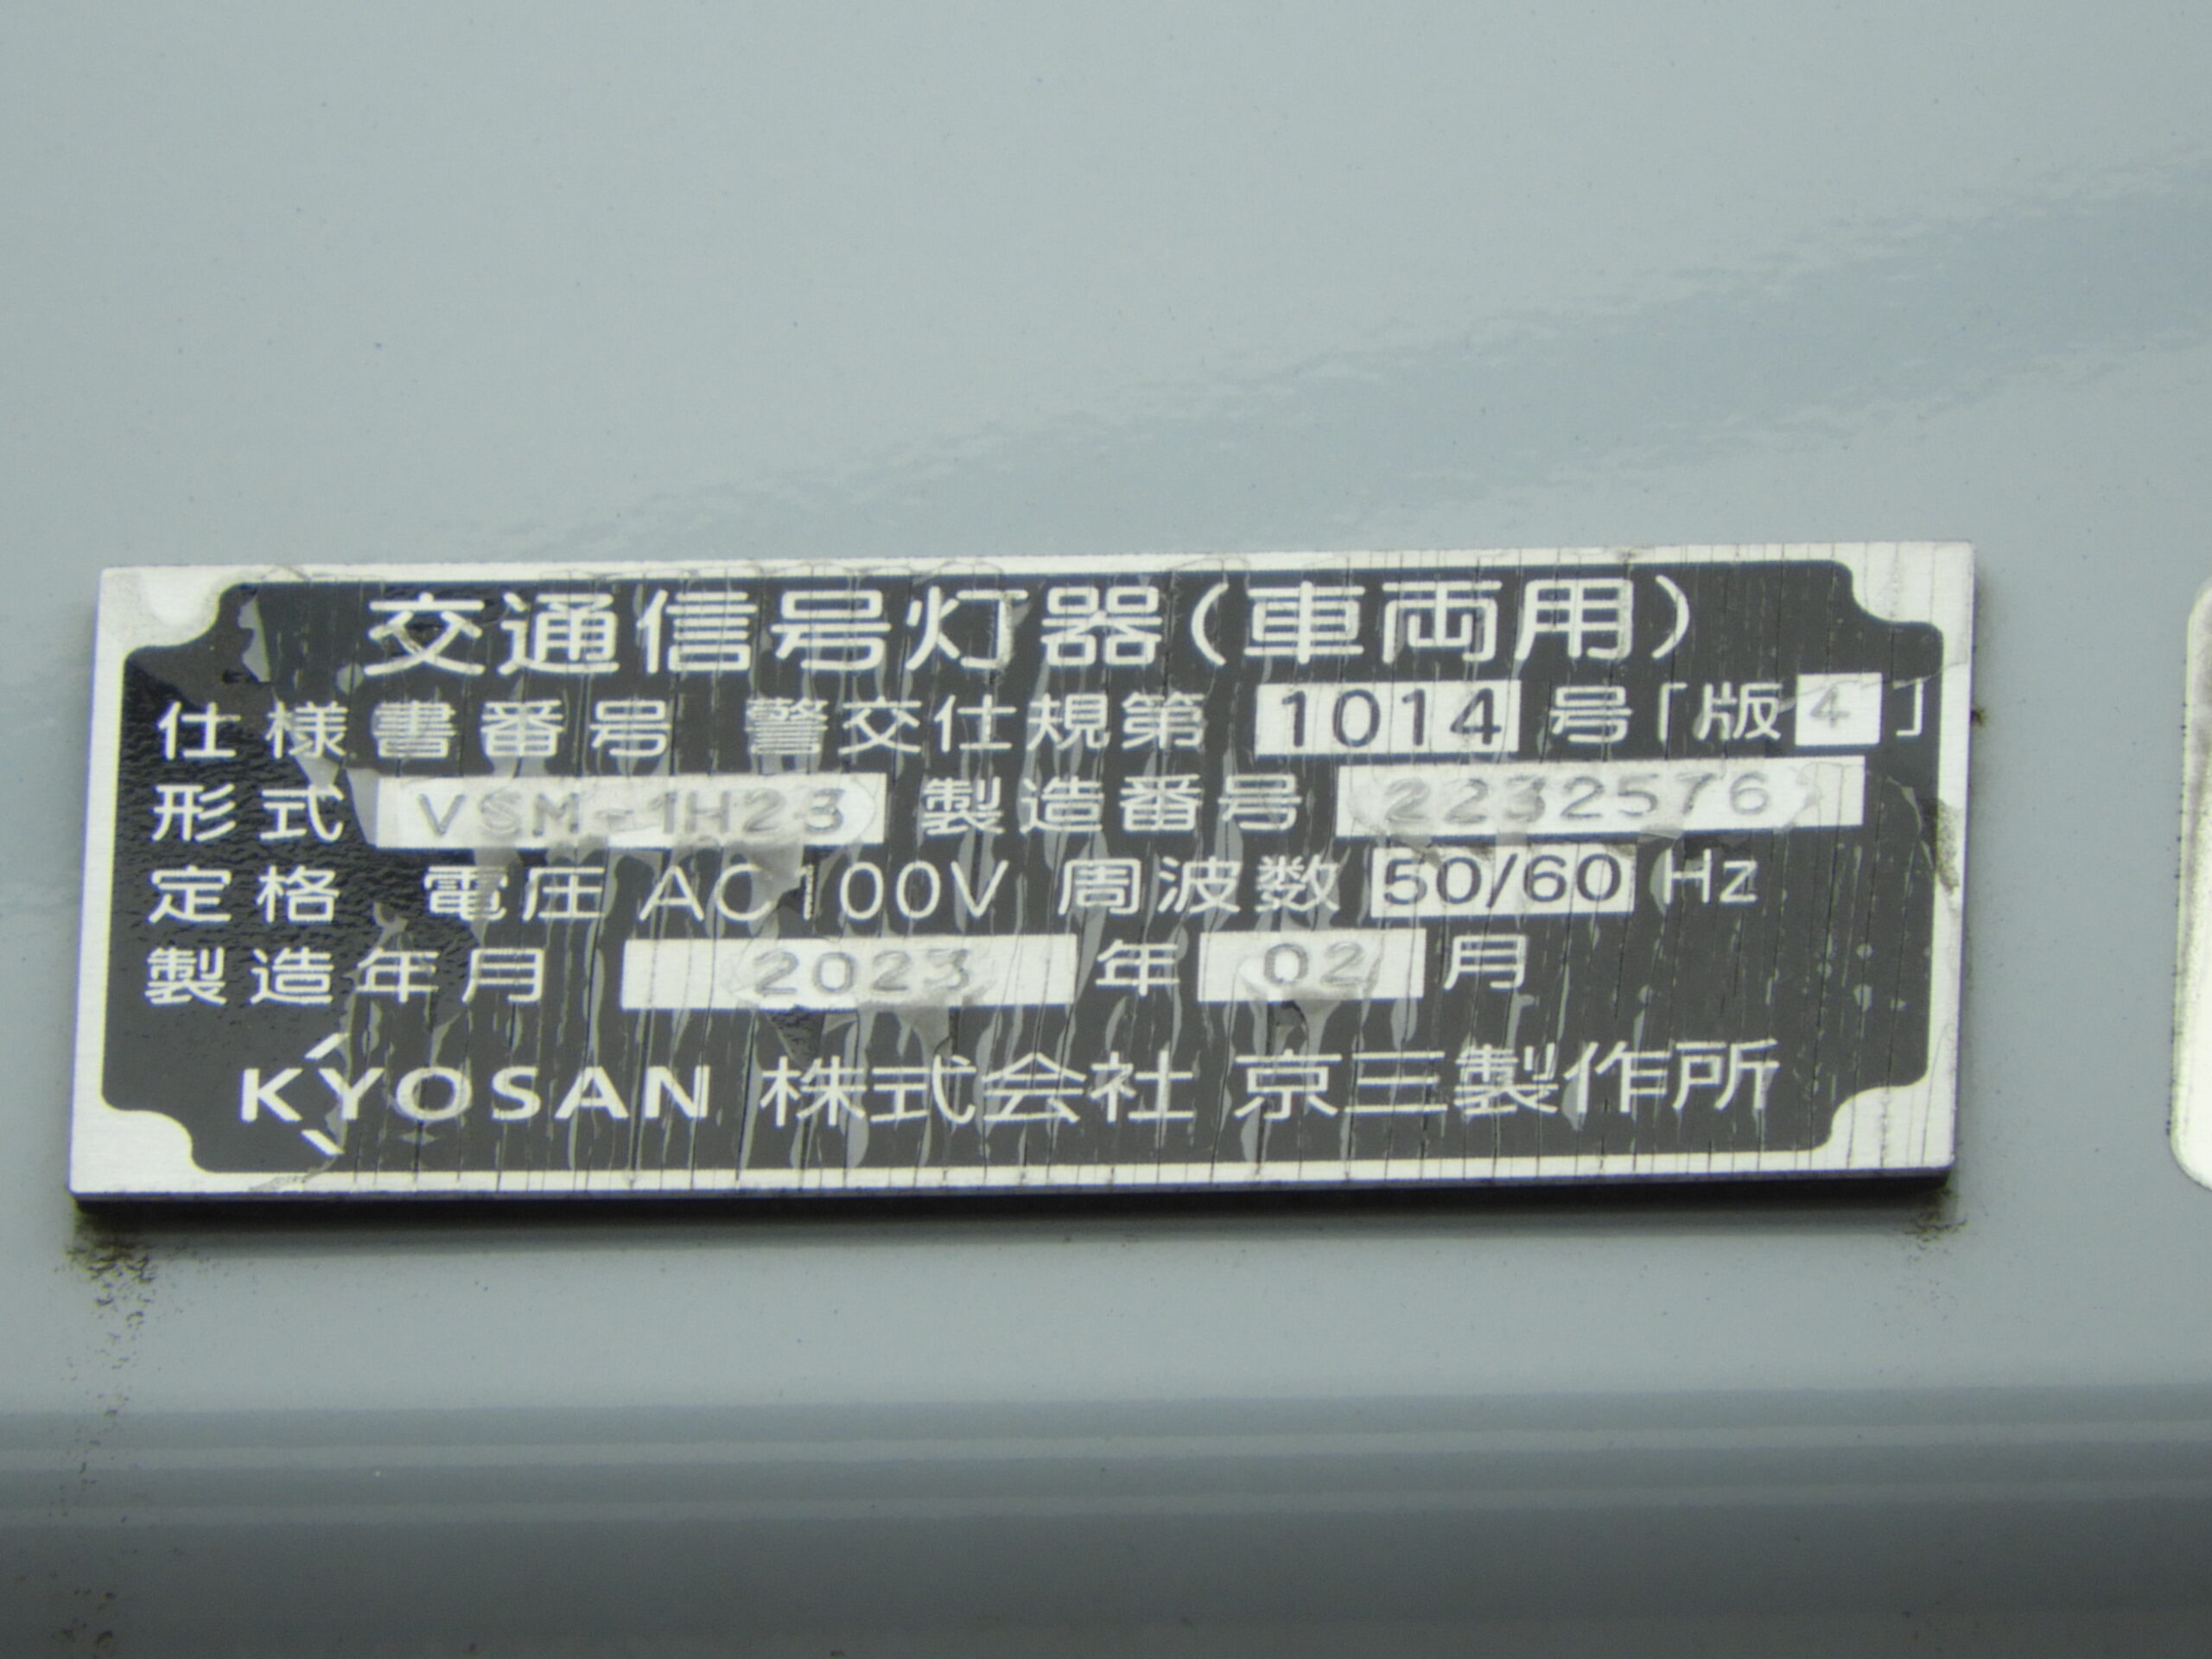 交通信号灯器(車両用)
仕様書番号 警交仕規第 1014 号「版 4 」
形式 VSM-1H23 製造番号 2232576
定格 電圧 AC100V 周波数 50/60 Hz
製造年月 2023 年 02 月
KYOSAN 株式会社 京三製作所